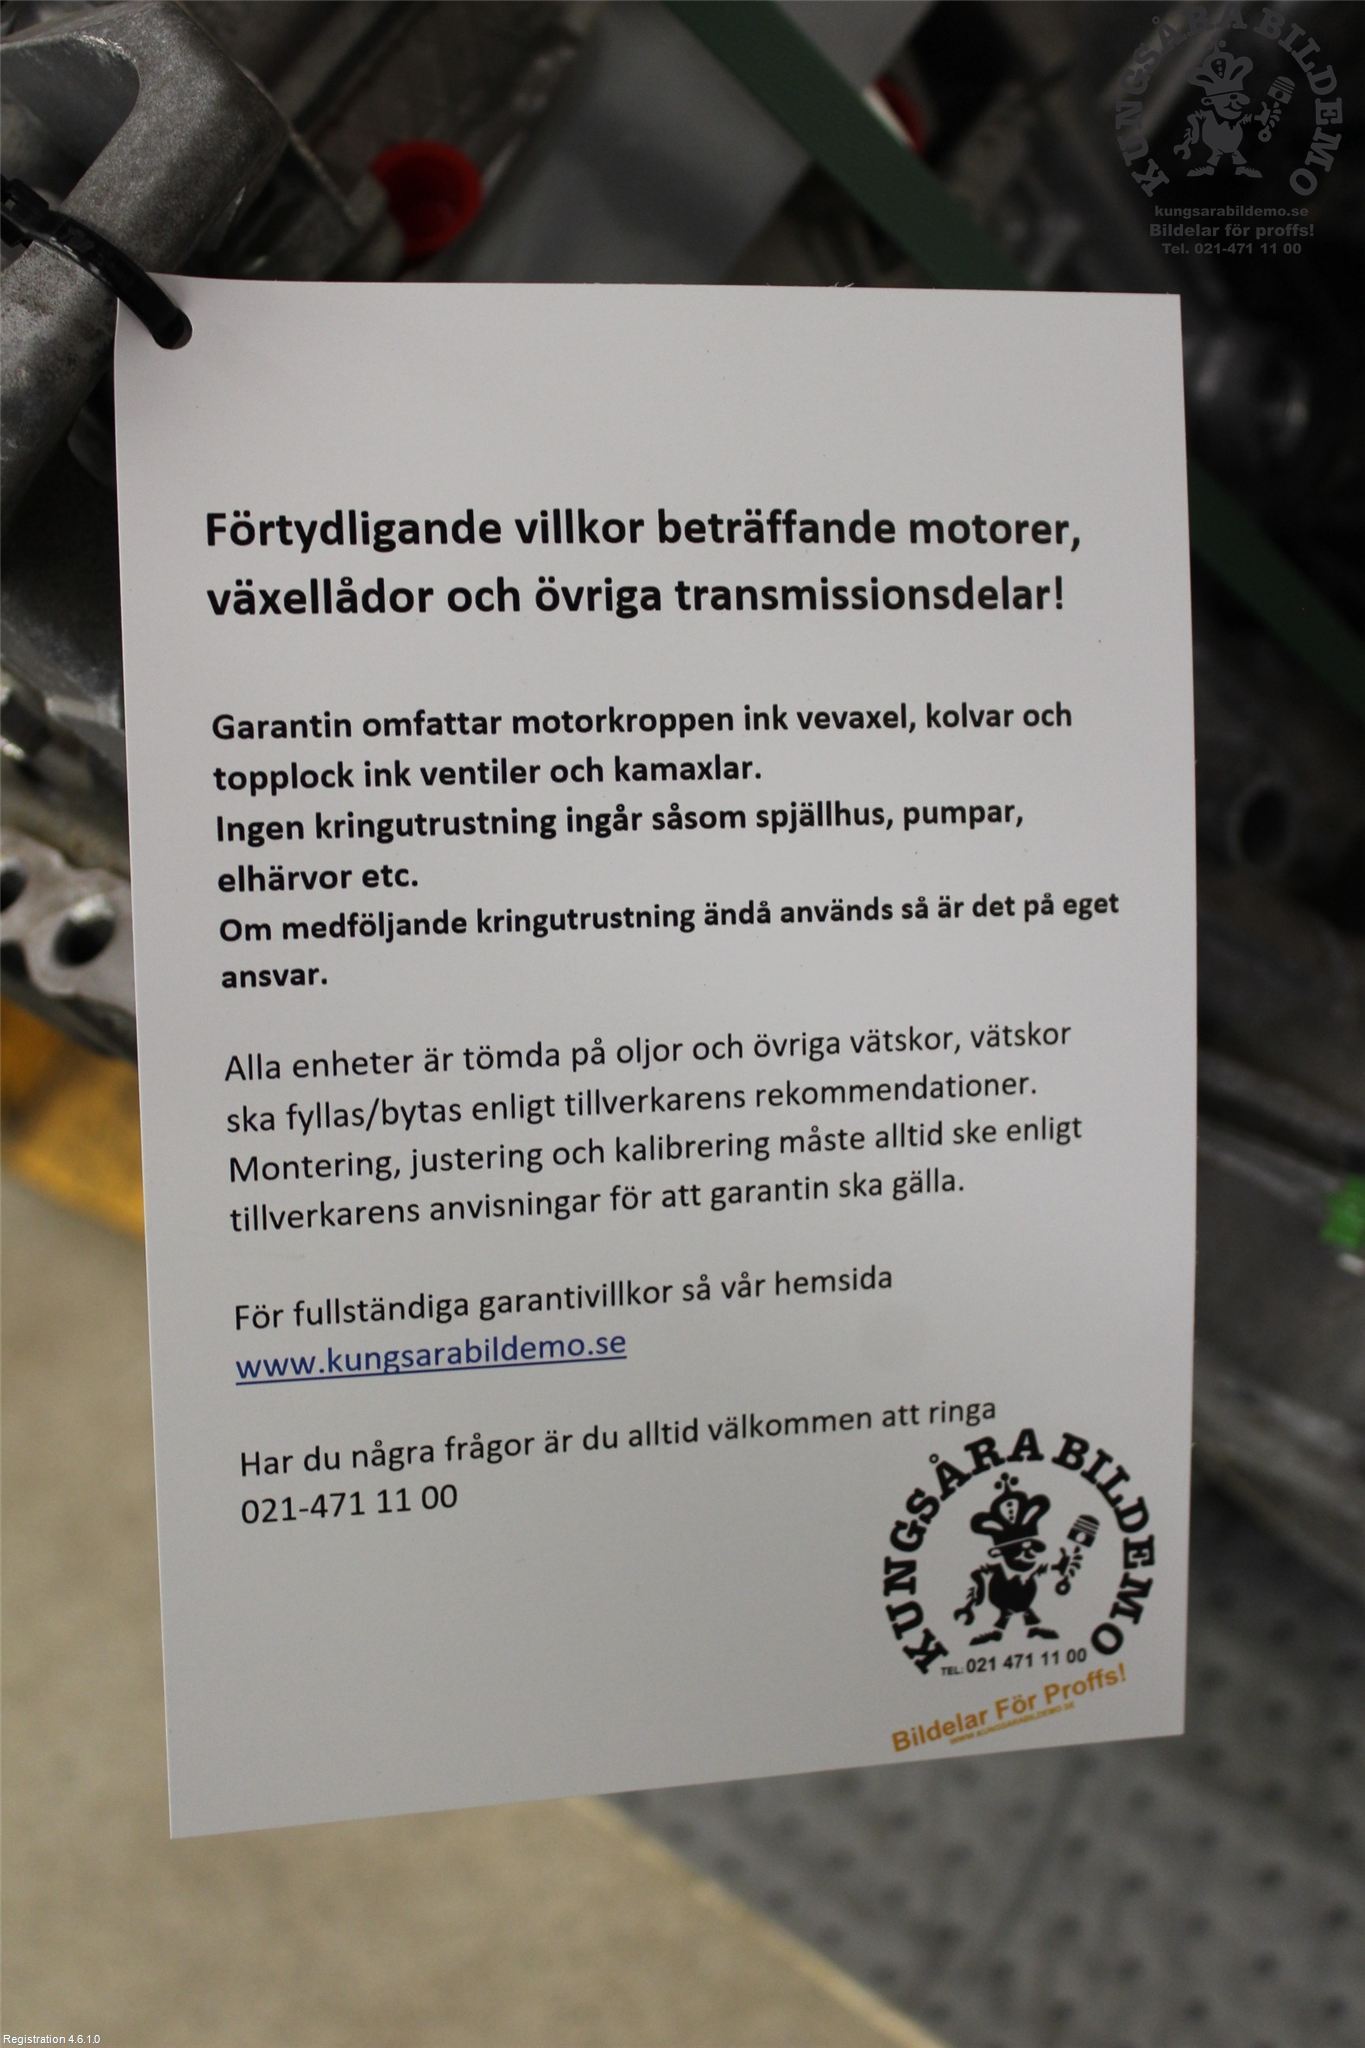 KUNGSÅRA BILDEMO
kungsarabildemo.se
Bildelar för proffs!
Tel. 021-471 11 00
Förtydligande villkor beträffande motorer,
växellådor och övriga transmissionsdelar!
Garantin omfattar motorkroppen ink vevaxel, kolvar och
topplock ink ventiler och kamaxlar.
Ingen kringutrustning ingår såsom spjällhus, pumpar,
elhärvor etc.
Om medföljande kringutrustning ändå används så är det på eget
ansvar.
Alla enheter är tömda på oljor och övriga vätskor, vätskor
ska fyllas/bytas enligt tillverkarens rekommendationer.
Montering, justering och kalibrering måste alltid ske enligt
tillverkarens anvisningar för att garantin ska gälla.
För fullständiga garantivillkor så vår hemsida
www.kungsarabildemo.se
Har du några frågor är du alltid välkommen att ringa
021-471 11 00
KUNGSÅRA BILDEMO
TEL: 021 471 11 00
Bildelar För Proffs!
WWW.KUNGSARABILDEMO.SE
Registration 4.6.1.0